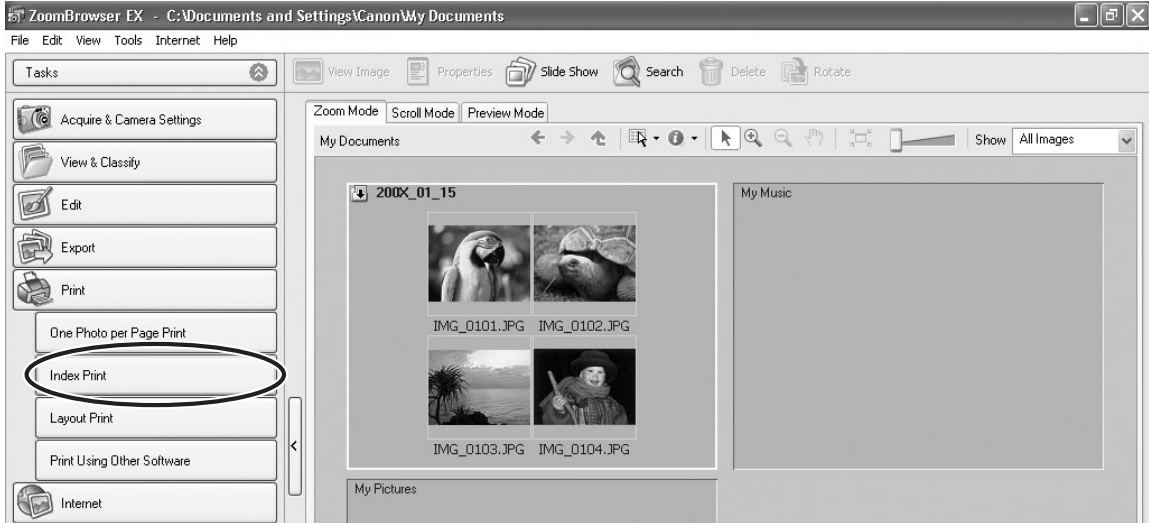 ZoomBrowser EX - C:\Documents and Settings\Canon\My Documents
File Edit View Tools Internet Help
Tasks
View Image Properties Slide Show Search Delete Rotate
Acquire & Camera Settings
View & Classify
Edit
Export
Print
One Photo per Page Print
Index Print
Layout Print
Print Using Other Software
Internet
Zoom Mode Scroll Mode Preview Mode
My Documents Show All Images
200X_01_15
IMG_0101.JPG IMG_0102.JPG
IMG_0103.JPG IMG_0104.JPG
My Music
My Pictures